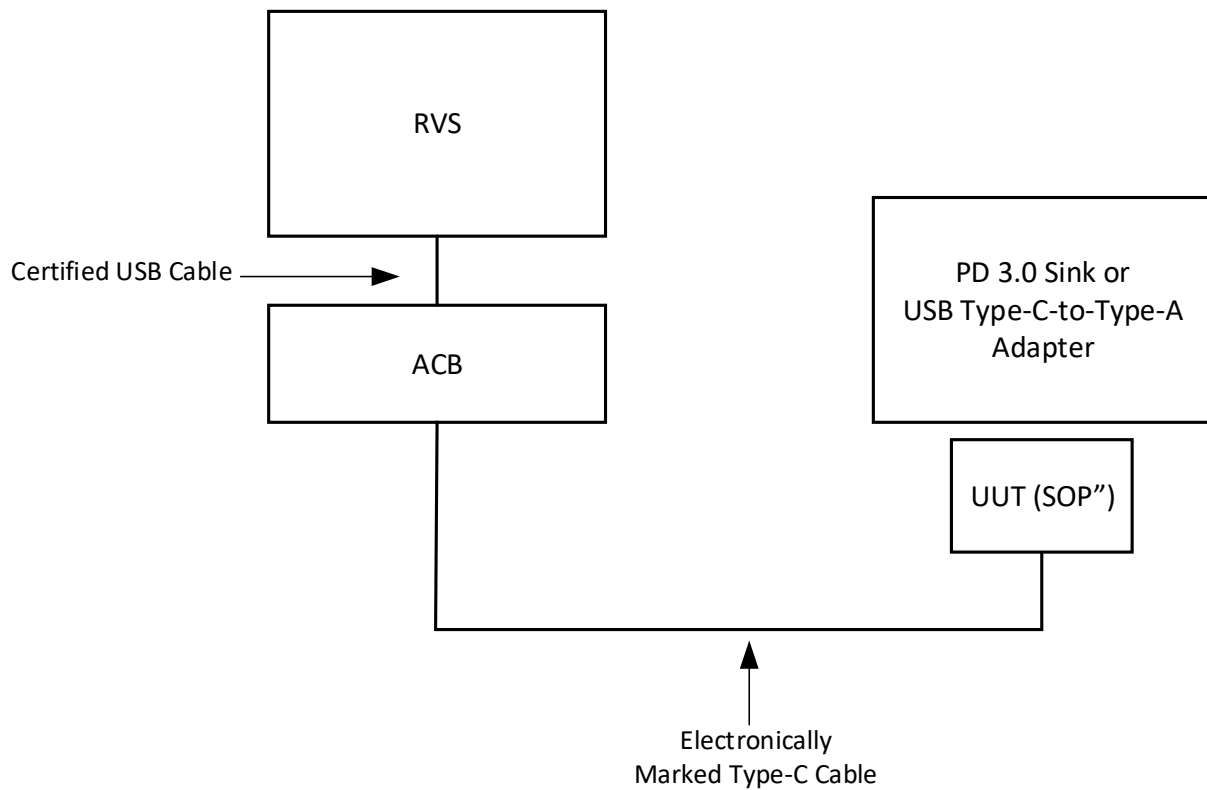 RVS
Certified USB Cable
ACB
PD 3.0 Sink or
USB Type-C-to-Type-A
Adapter
UUT (SOP”)
Electronically
Marked Type-C Cable